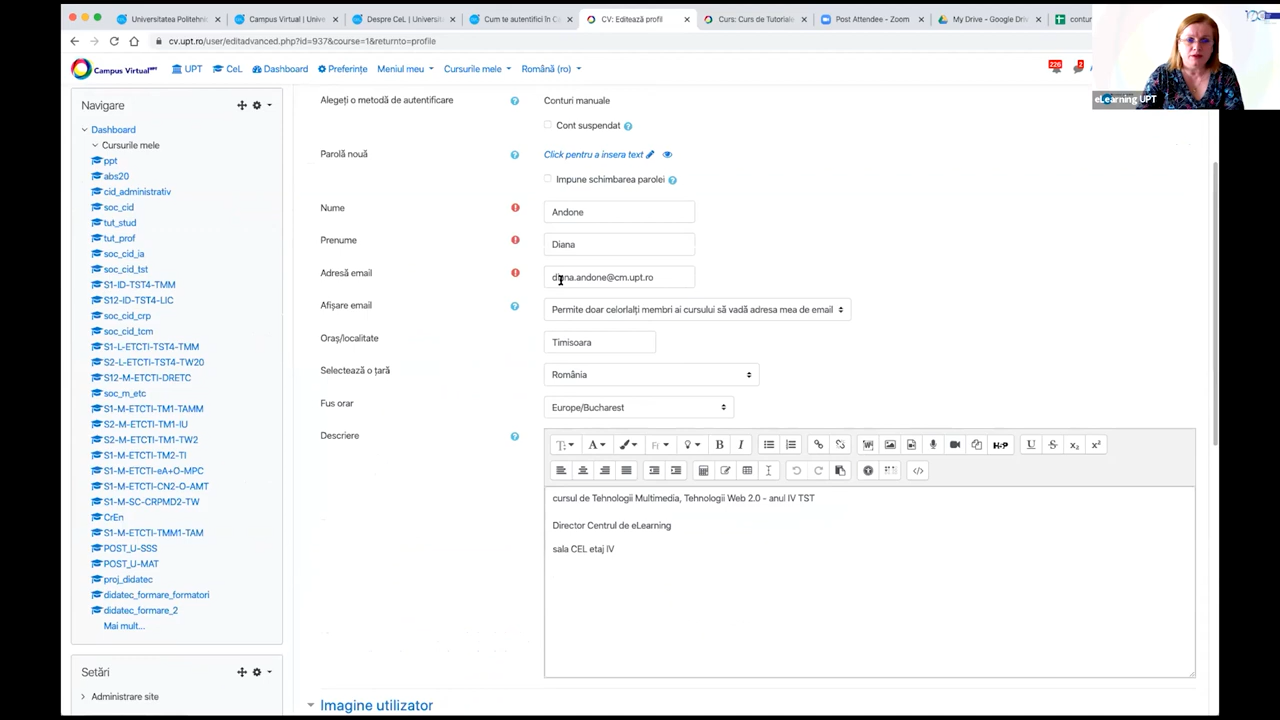 Universitatea Politehnic
Campus Virtual | Unive
Despre CeL | Universita
Cum te autentifici în C
CV: Editează profil
Curs: Curs de Tutoriale
Post Attendee - Zoom
My Drive - Google Dri
contur
cv.upt.ro/user/editadvanced.php?id=937&course=1&returnto=profile
eLearning UPT
Campus Virtual UPT
UPT
CeL
Dashboard
Preferințe
Meniul meu
Cursurile mele
Română (ro)
226
2
Navare
Dashboard
Cursurile mele
ppt
abs20
cid_administrativ
soc_cid
tut_stud
tut_prof
soc_cid_ia
soc_cid_tst
S1-ID-TST4-TMM
S12-ID-TST4-LIC
soc_cid_crp
soc_cid_tcm
S1-L-ETCTI-TST4-TMM
S2-L-ETCTI-TST4-TW20
S12-M-ETCTI-DRETC
soc_m_etc
S1-M-ETCTI-TM1-TAMM
S2-M-ETCTI-TM1-IU
S2-M-ETCTI-TM1-TW2
S1-M-ETCTI-TM2-TI
S1-M-ETCTI-eA+O-MPC
S1-M-ETCTI-CN2-O-AMT
S1-M-SC-CRPMD2-TW
CrEn
S1-M-ETCTI-TMM1-TAM
POST_U-SSS
POST_U-MAT
proj_didatec
didatec_formare_formatori
didatec_formare_2
Mai mult...
Setări
Administrare site
Alegeți o metodă de autentificare
Conturi manuale
Cont suspendat
Parolă nouă
Click pentru a insera text
Impune schimbarea parolei
Nume
Andone
Prenume
Diana
Adresă email
diana.andone@cm.upt.ro
Afișare email
Permite doar celorlalți membri ai cursului să vadă adresa mea de email
Oraș/localitate
Timisoara
Selectează o țară
România
Fus orar
Europe/Bucharest
Descriere
cursul de Tehnologii Multimedia, Tehnologii Web 2.0 - anul IV TST
Director Centrul de eLearning
sala CEL etaj IV
Imagine utilizator